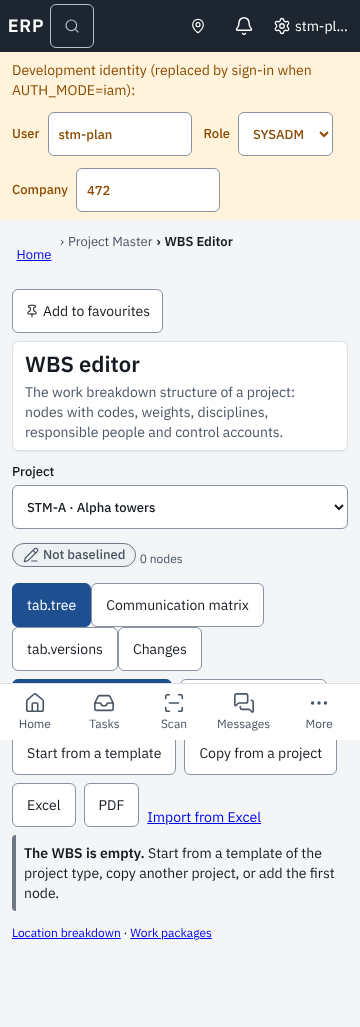 ERP
stm-pl...
Development identity (replaced by sign-in when
AUTH_MODE=iam):
User
stm-plan
Role
SYSADM
Company
472
Home
› Project Master › WBS Editor
Add to favourites
WBS editor
The work breakdown structure of a project:
nodes with codes, weights, disciplines,
responsible people and control accounts.
Project
STM-A · Alpha towers
Not baselined
0 nodes
tab.tree
Communication matrix
tab.versions
Changes
Home
Tasks
Scan
Messages
More
Start from a template
Copy from a project
Excel
PDF
Import from Excel
The WBS is empty. Start from a template of the
project type, copy another project, or add the first
node.
Location breakdown · Work packages